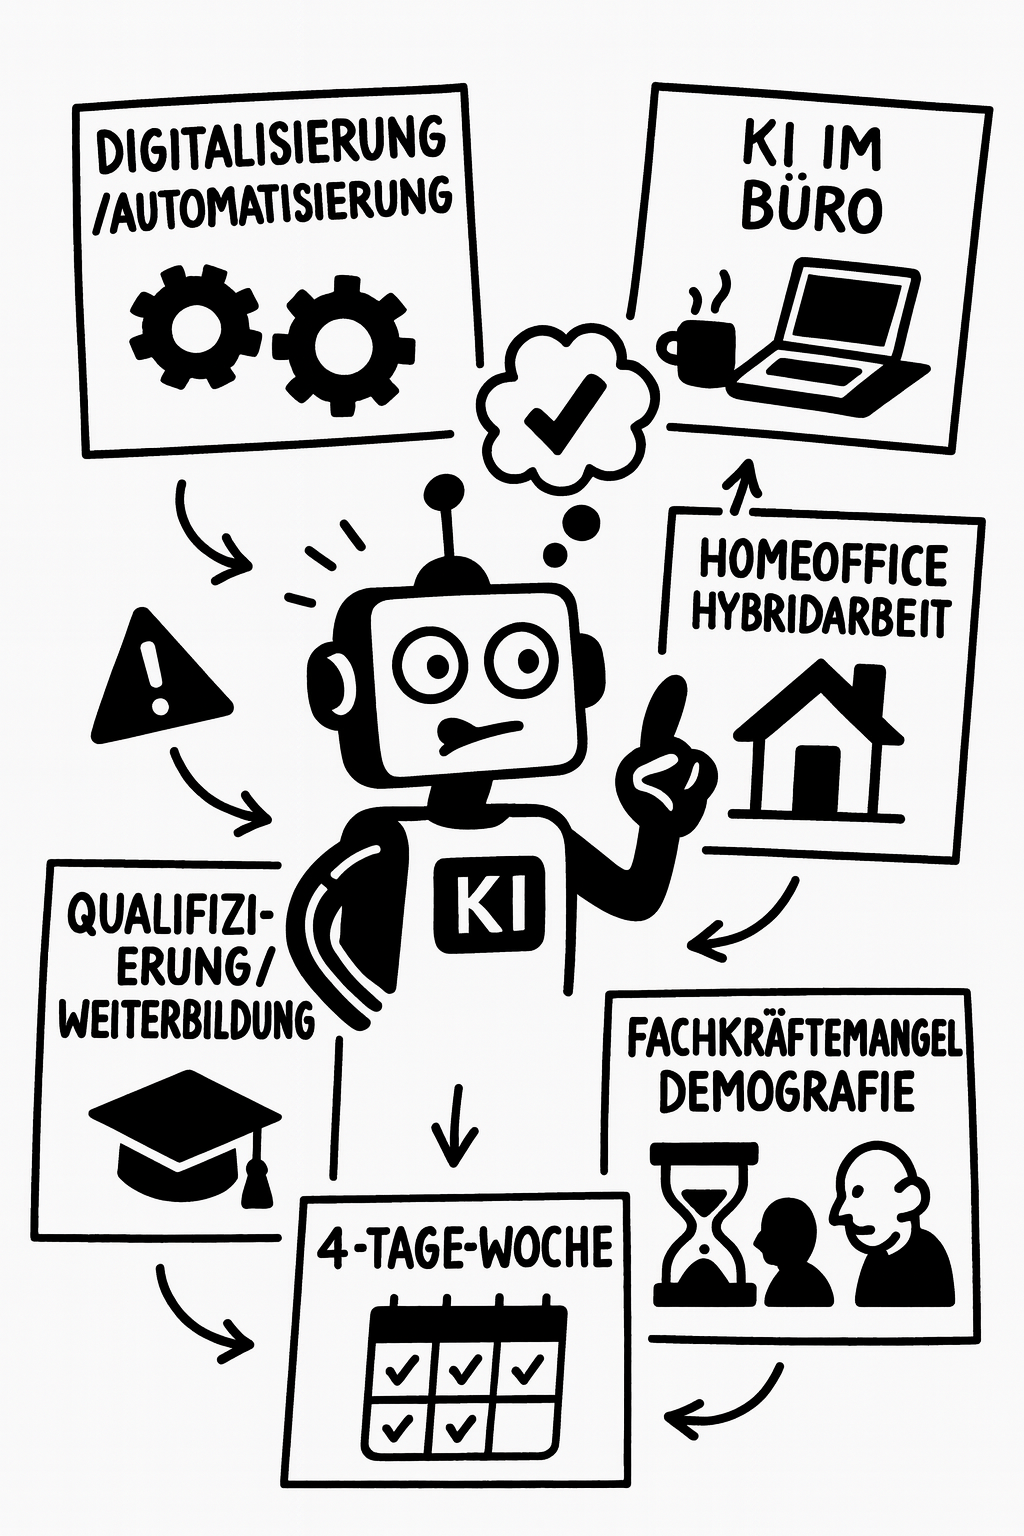 DIGITALISIERUNG
/AUTOMATISIERUNG
KI IM
BÜRO
HOMEOFFICE
HYBRIDARBEIT
KI
QUALIFIZI-
ERUNG/
WEITERBILDUNG
FACHKRÄFTEMANGEL
DEMOGRAFIE
4-TAGE-WOCHE